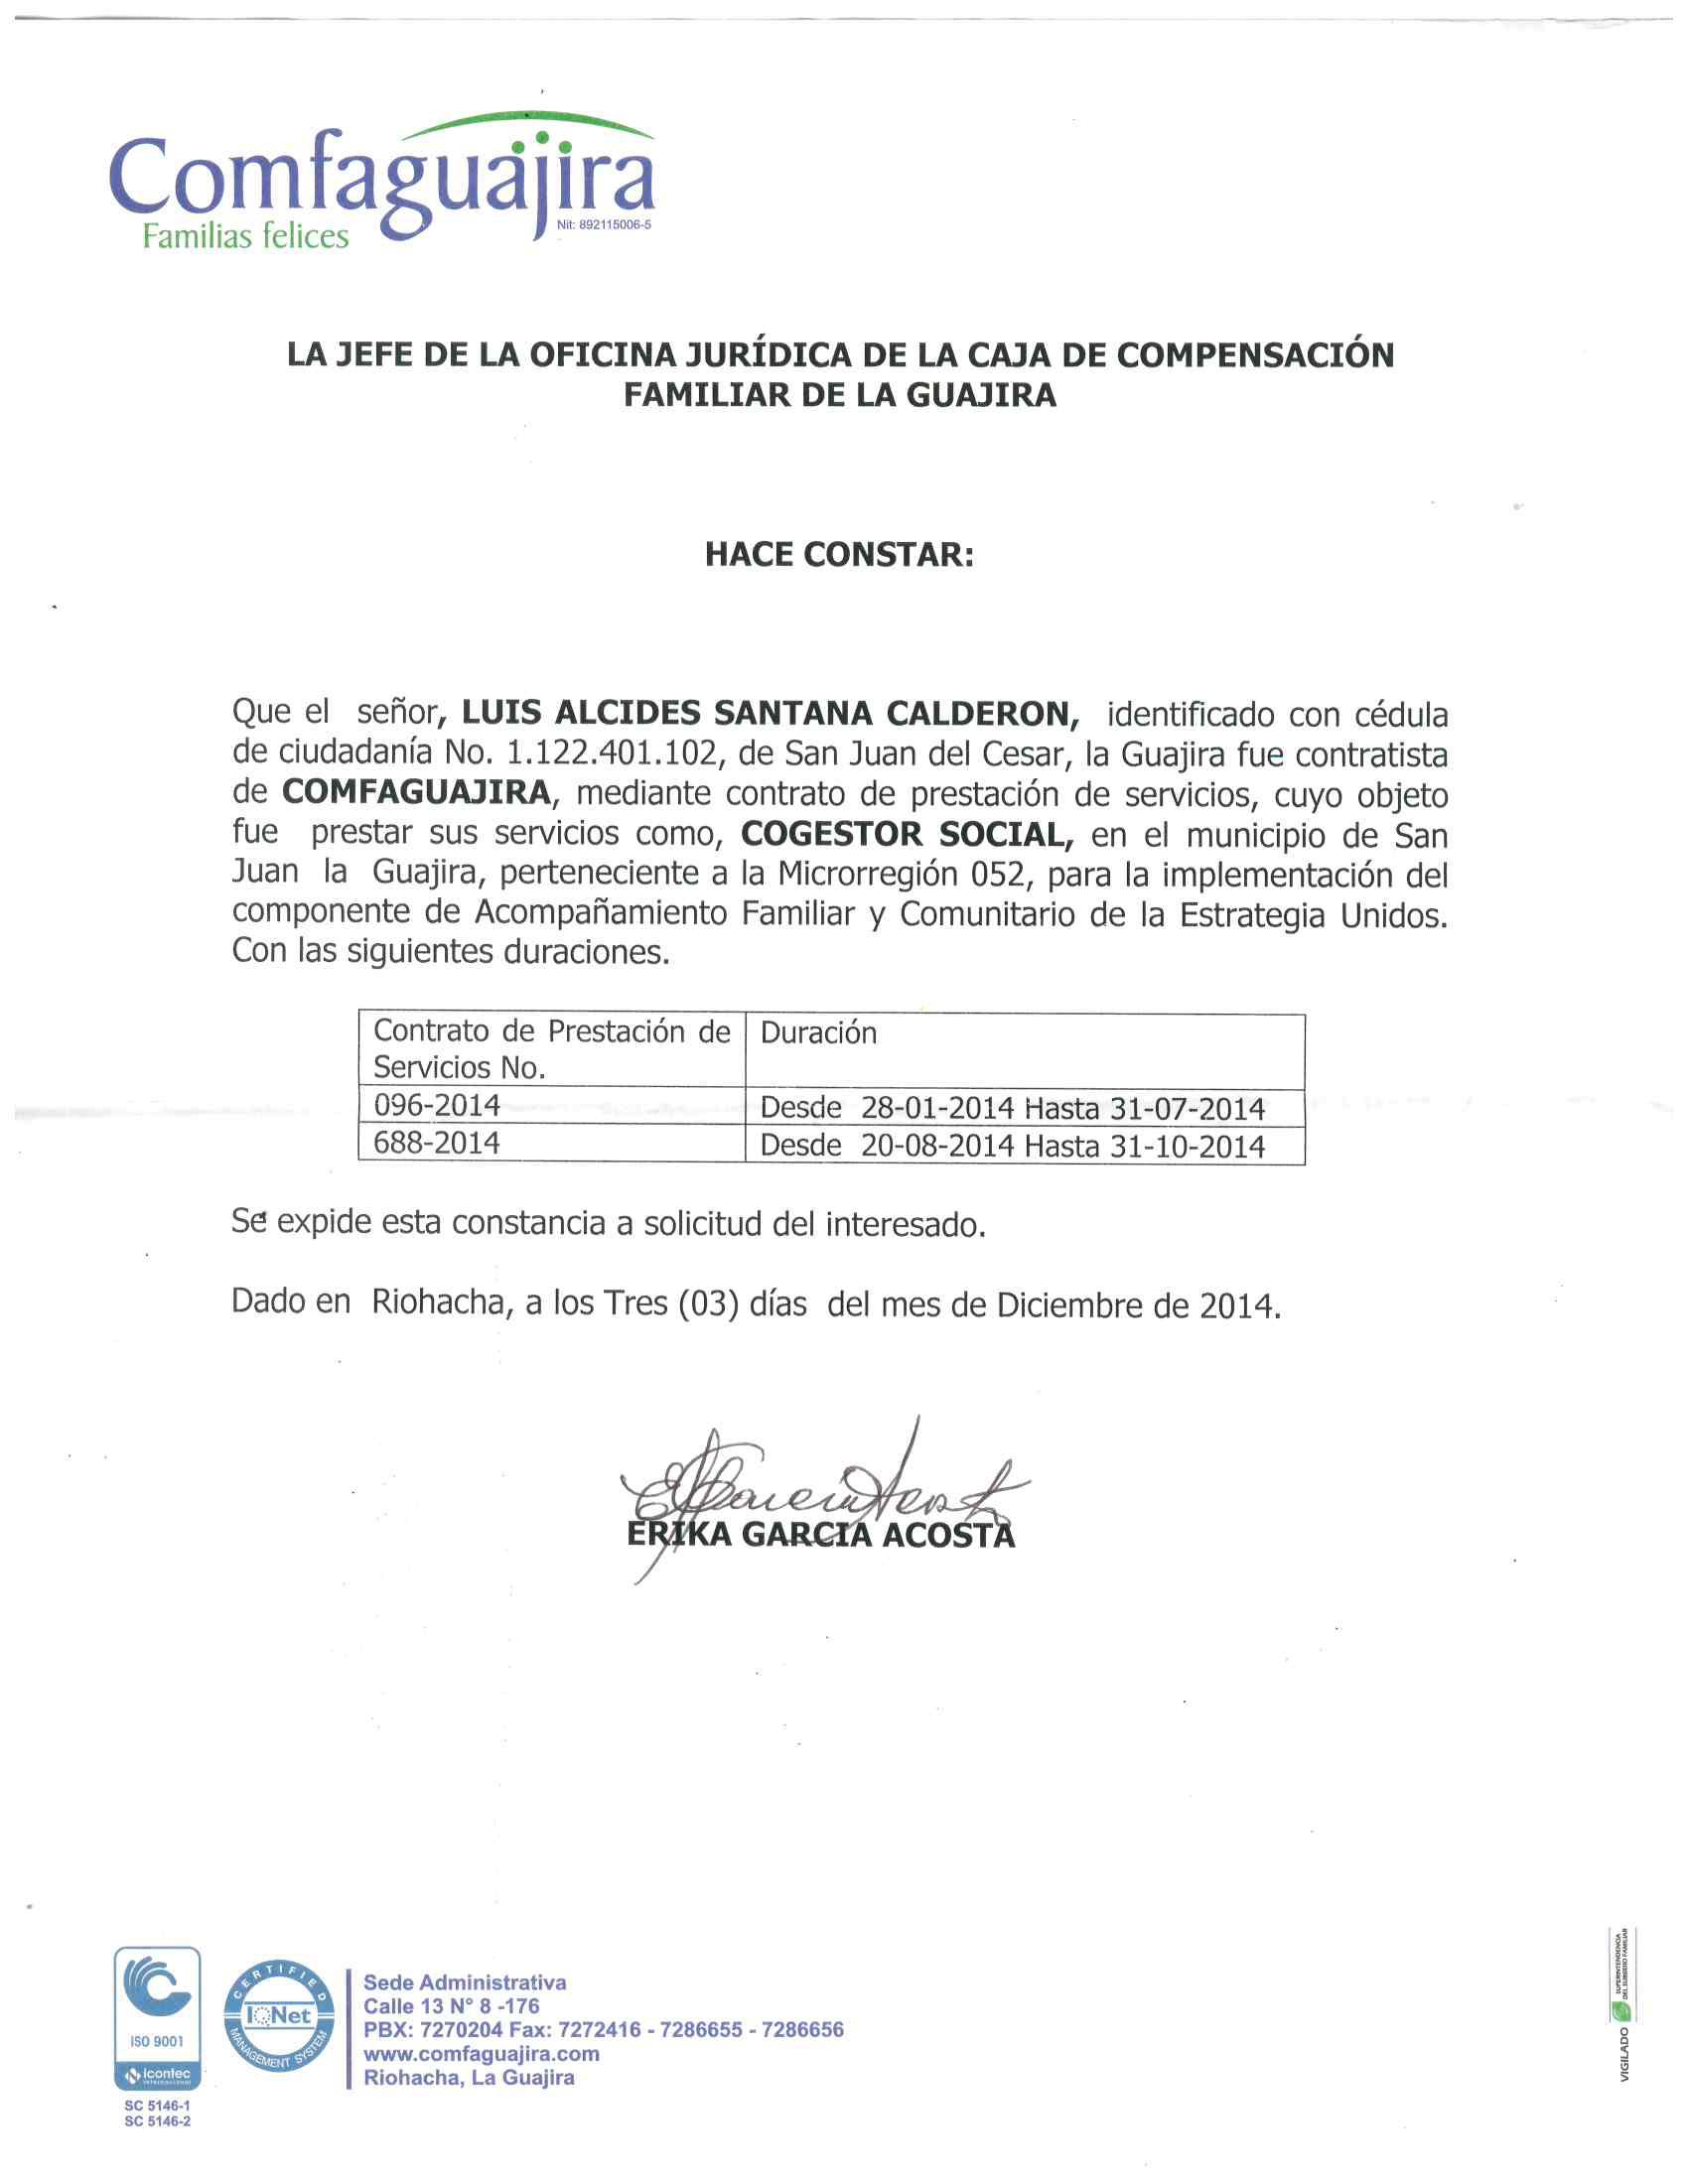 Comfaguajira
Familias felices
Nit: 892115006-5
LA JEFE DE LA OFICINA JURÍDICA DE LA CAJA DE COMPENSACIÓN
FAMILIAR DE LA GUAJIRA
HACE CONSTAR:
Que el señor, LUIS ALCIDES SANTANA CALDERON, identificado con cédula
de ciudadanía No. 1.122.401.102, de San Juan del Cesar, la Guajira fue contratista
de COMFAGUAJIRA, mediante contrato de prestación de servicios, cuyo objeto
fue prestar sus servicios como, COGESTOR SOCIAL, en el municipio de San
Juan la Guajira, perteneciente a la Microrregión 052, para la implementación del
componente de Acompañamiento Familiar y Comunitario de la Estrategia Unidos.
Con las siguientes duraciones.
Contrato de Prestación de Duración
Servicios No.
096-2014 Desde 28-01-2014 Hasta 31-07-2014
688-2014 Desde 20-08-2014 Hasta 31-10-2014
Se expide esta constancia a solicitud del interesado.
Dado en Riohacha, a los Tres (03) días del mes de Diciembre de 2014.
ERIKA GARCIA ACOSTA
ISO 9001
icontec
internacional
SC 5146-1
SC 5146-2
CERTIFIED
IQNet
MANAGEMENT SYSTEM
Sede Administrativa
Calle 13 N° 8 -176
PBX: 7270204 Fax: 7272416 - 7286655 - 7286656
www.comfaguajira.com
Riohacha, La Guajira
VIGILADO
SUPERINTENDENCIA
DEL SUBSIDIO FAMILIAR